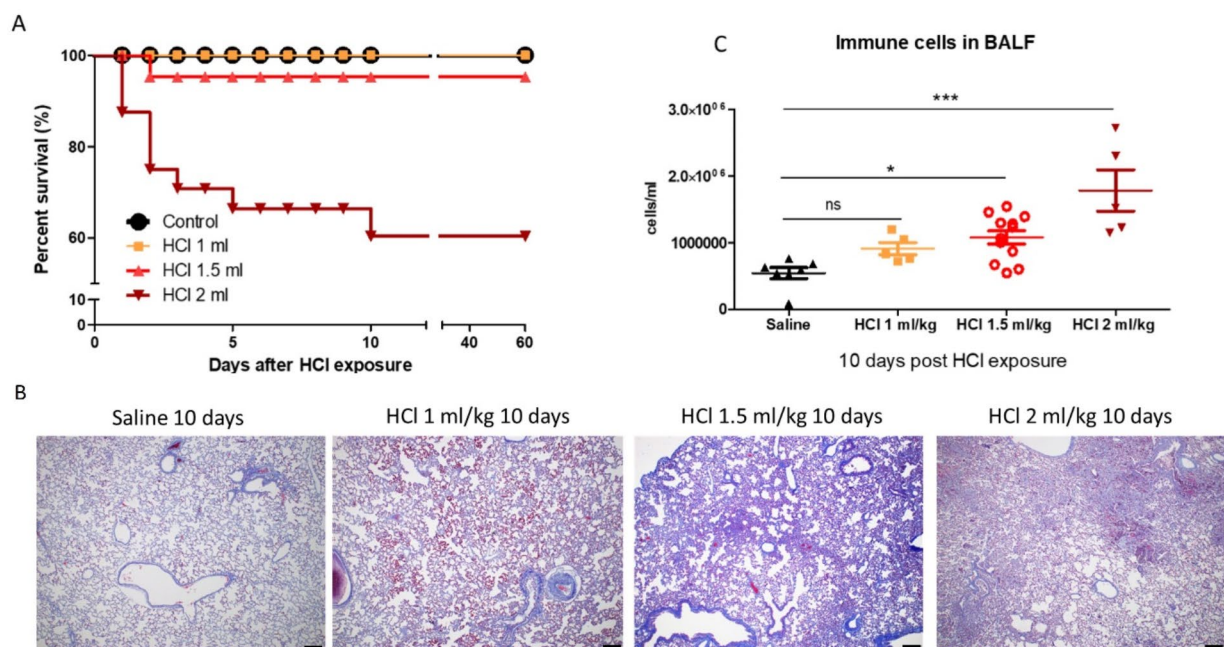 A
100
80
60
10
0
Percent survival (%)
Control
HCl 1 ml
HCl 1.5 ml
HCl 2 ml
0 5 10 40 60
Days after HCl exposure
C
Immune cells in BALF
3.0×10⁰⁶
2.0×10⁰⁶
1000000
0
cells/ml
ns
*
***
Saline HCl 1 ml/kg HCl 1.5 ml/kg HCl 2 ml/kg
10 days post HCl exposure
B
Saline 10 days
HCl 1 ml/kg 10 days
HCl 1.5 ml/kg 10 days
HCl 2 ml/kg 10 days